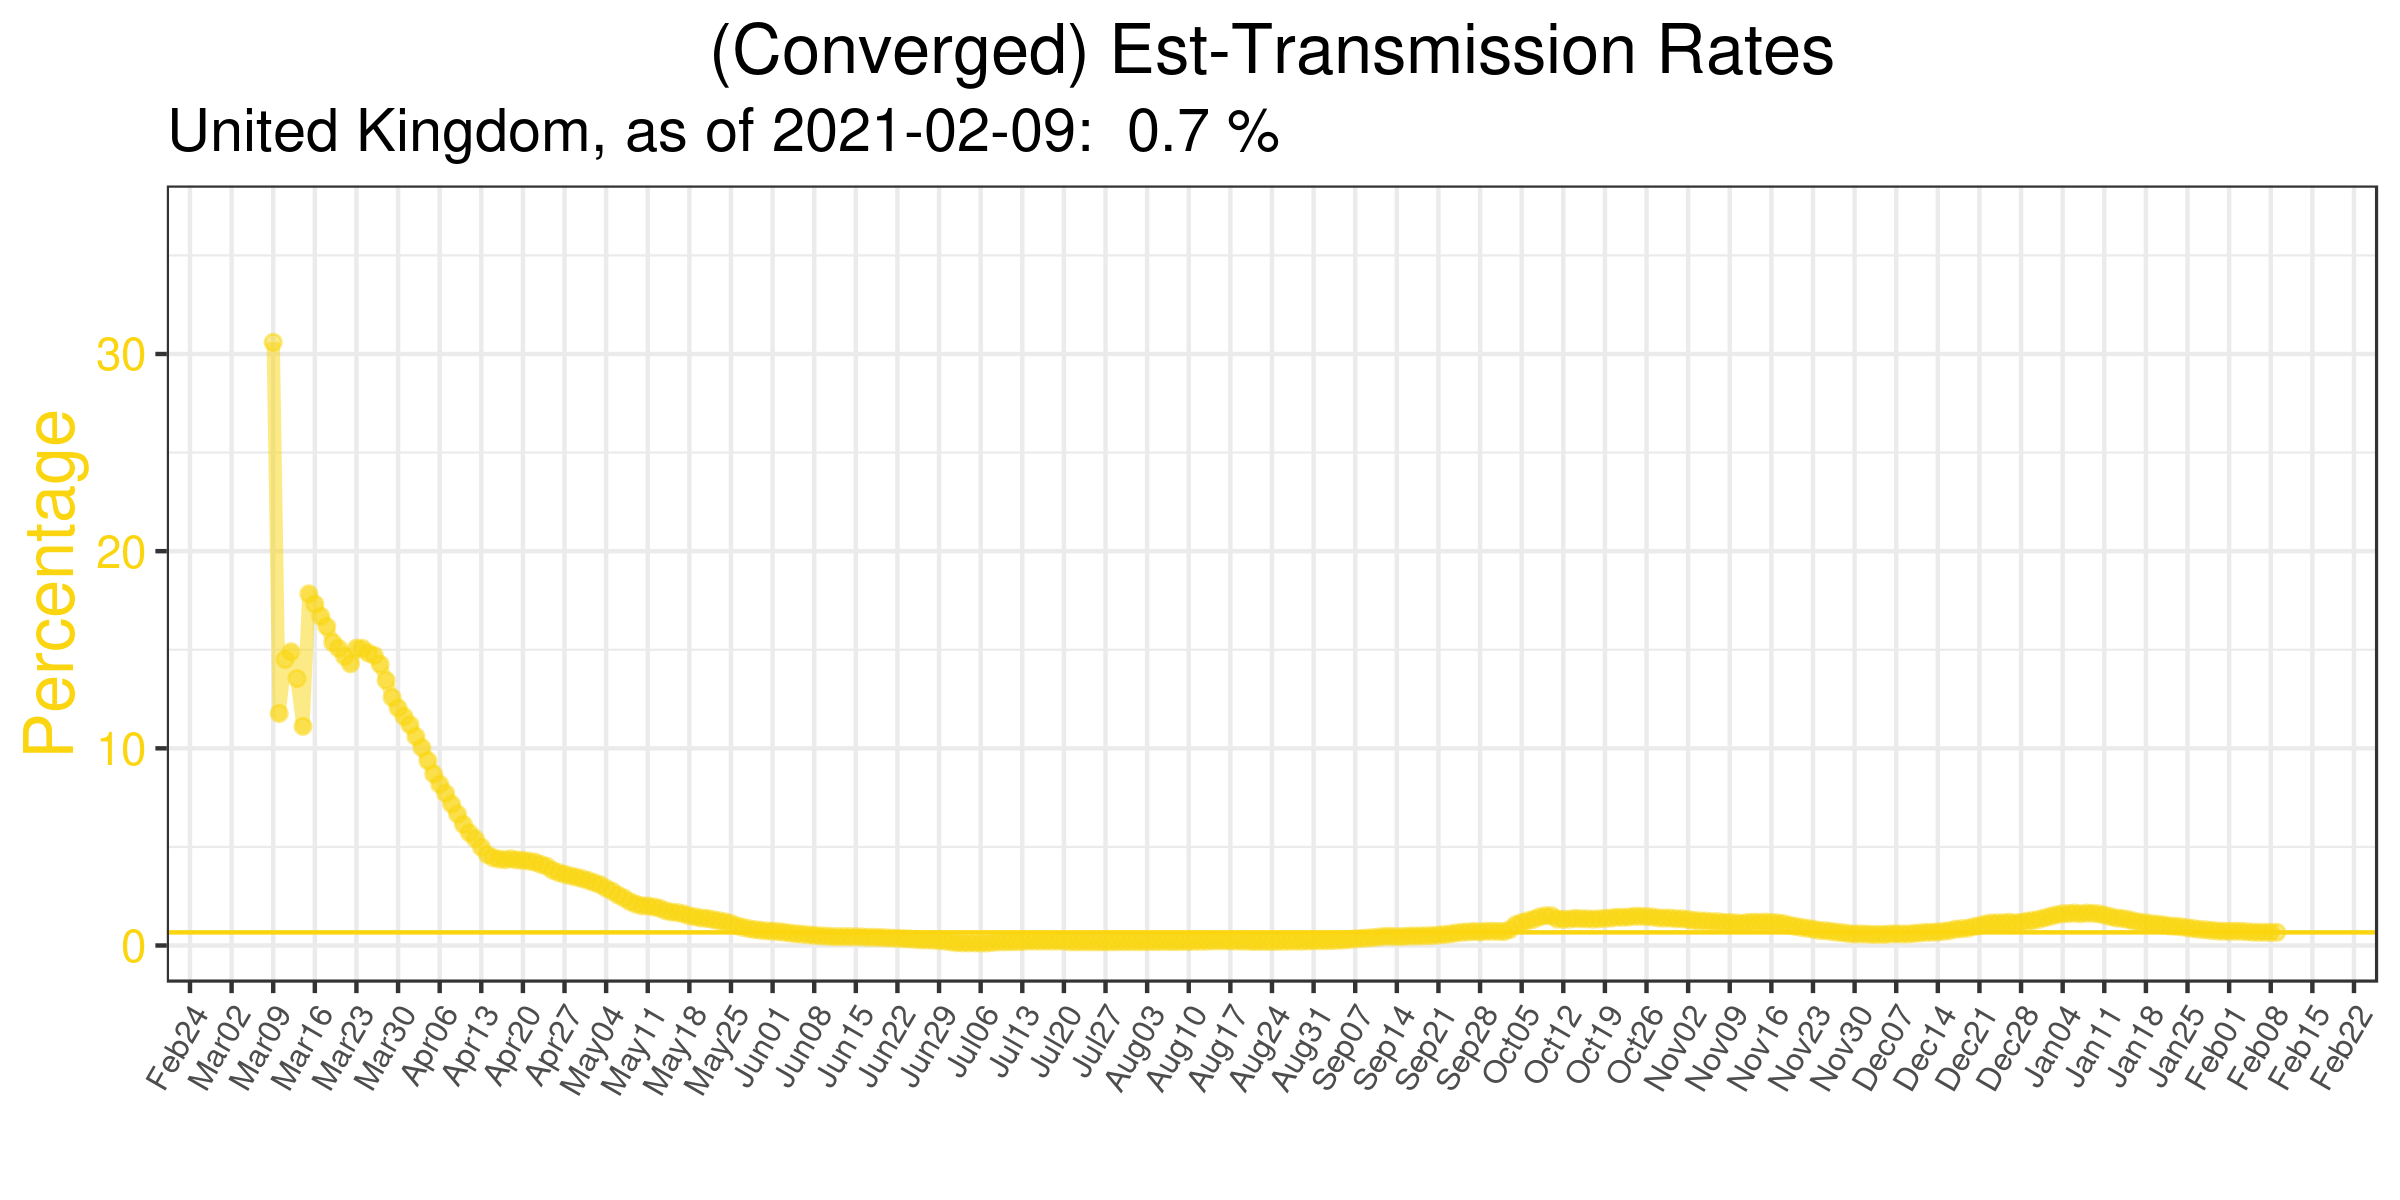 (Converged) Est-Transmission Rates
United Kingdom, as of 2021-02-09:  0.7 %
Percentage
30
20
10
0
Feb24 Mar02 Mar09 Mar16 Mar23 Mar30 Apr06 Apr13 Apr20 Apr27 May04 May11 May18 May25 Jun01 Jun08 Jun15 Jun22 Jun29 Jul06 Jul13 Jul20 Jul27 Aug03 Aug10 Aug17 Aug24 Aug31 Sep07 Sep14 Sep21 Sep28 Oct05 Oct12 Oct19 Oct26 Nov02 Nov09 Nov16 Nov23 Nov30 Dec07 Dec14 Dec21 Dec28 Jan04 Jan11 Jan18 Jan25 Feb01 Feb08 Feb15 Feb22